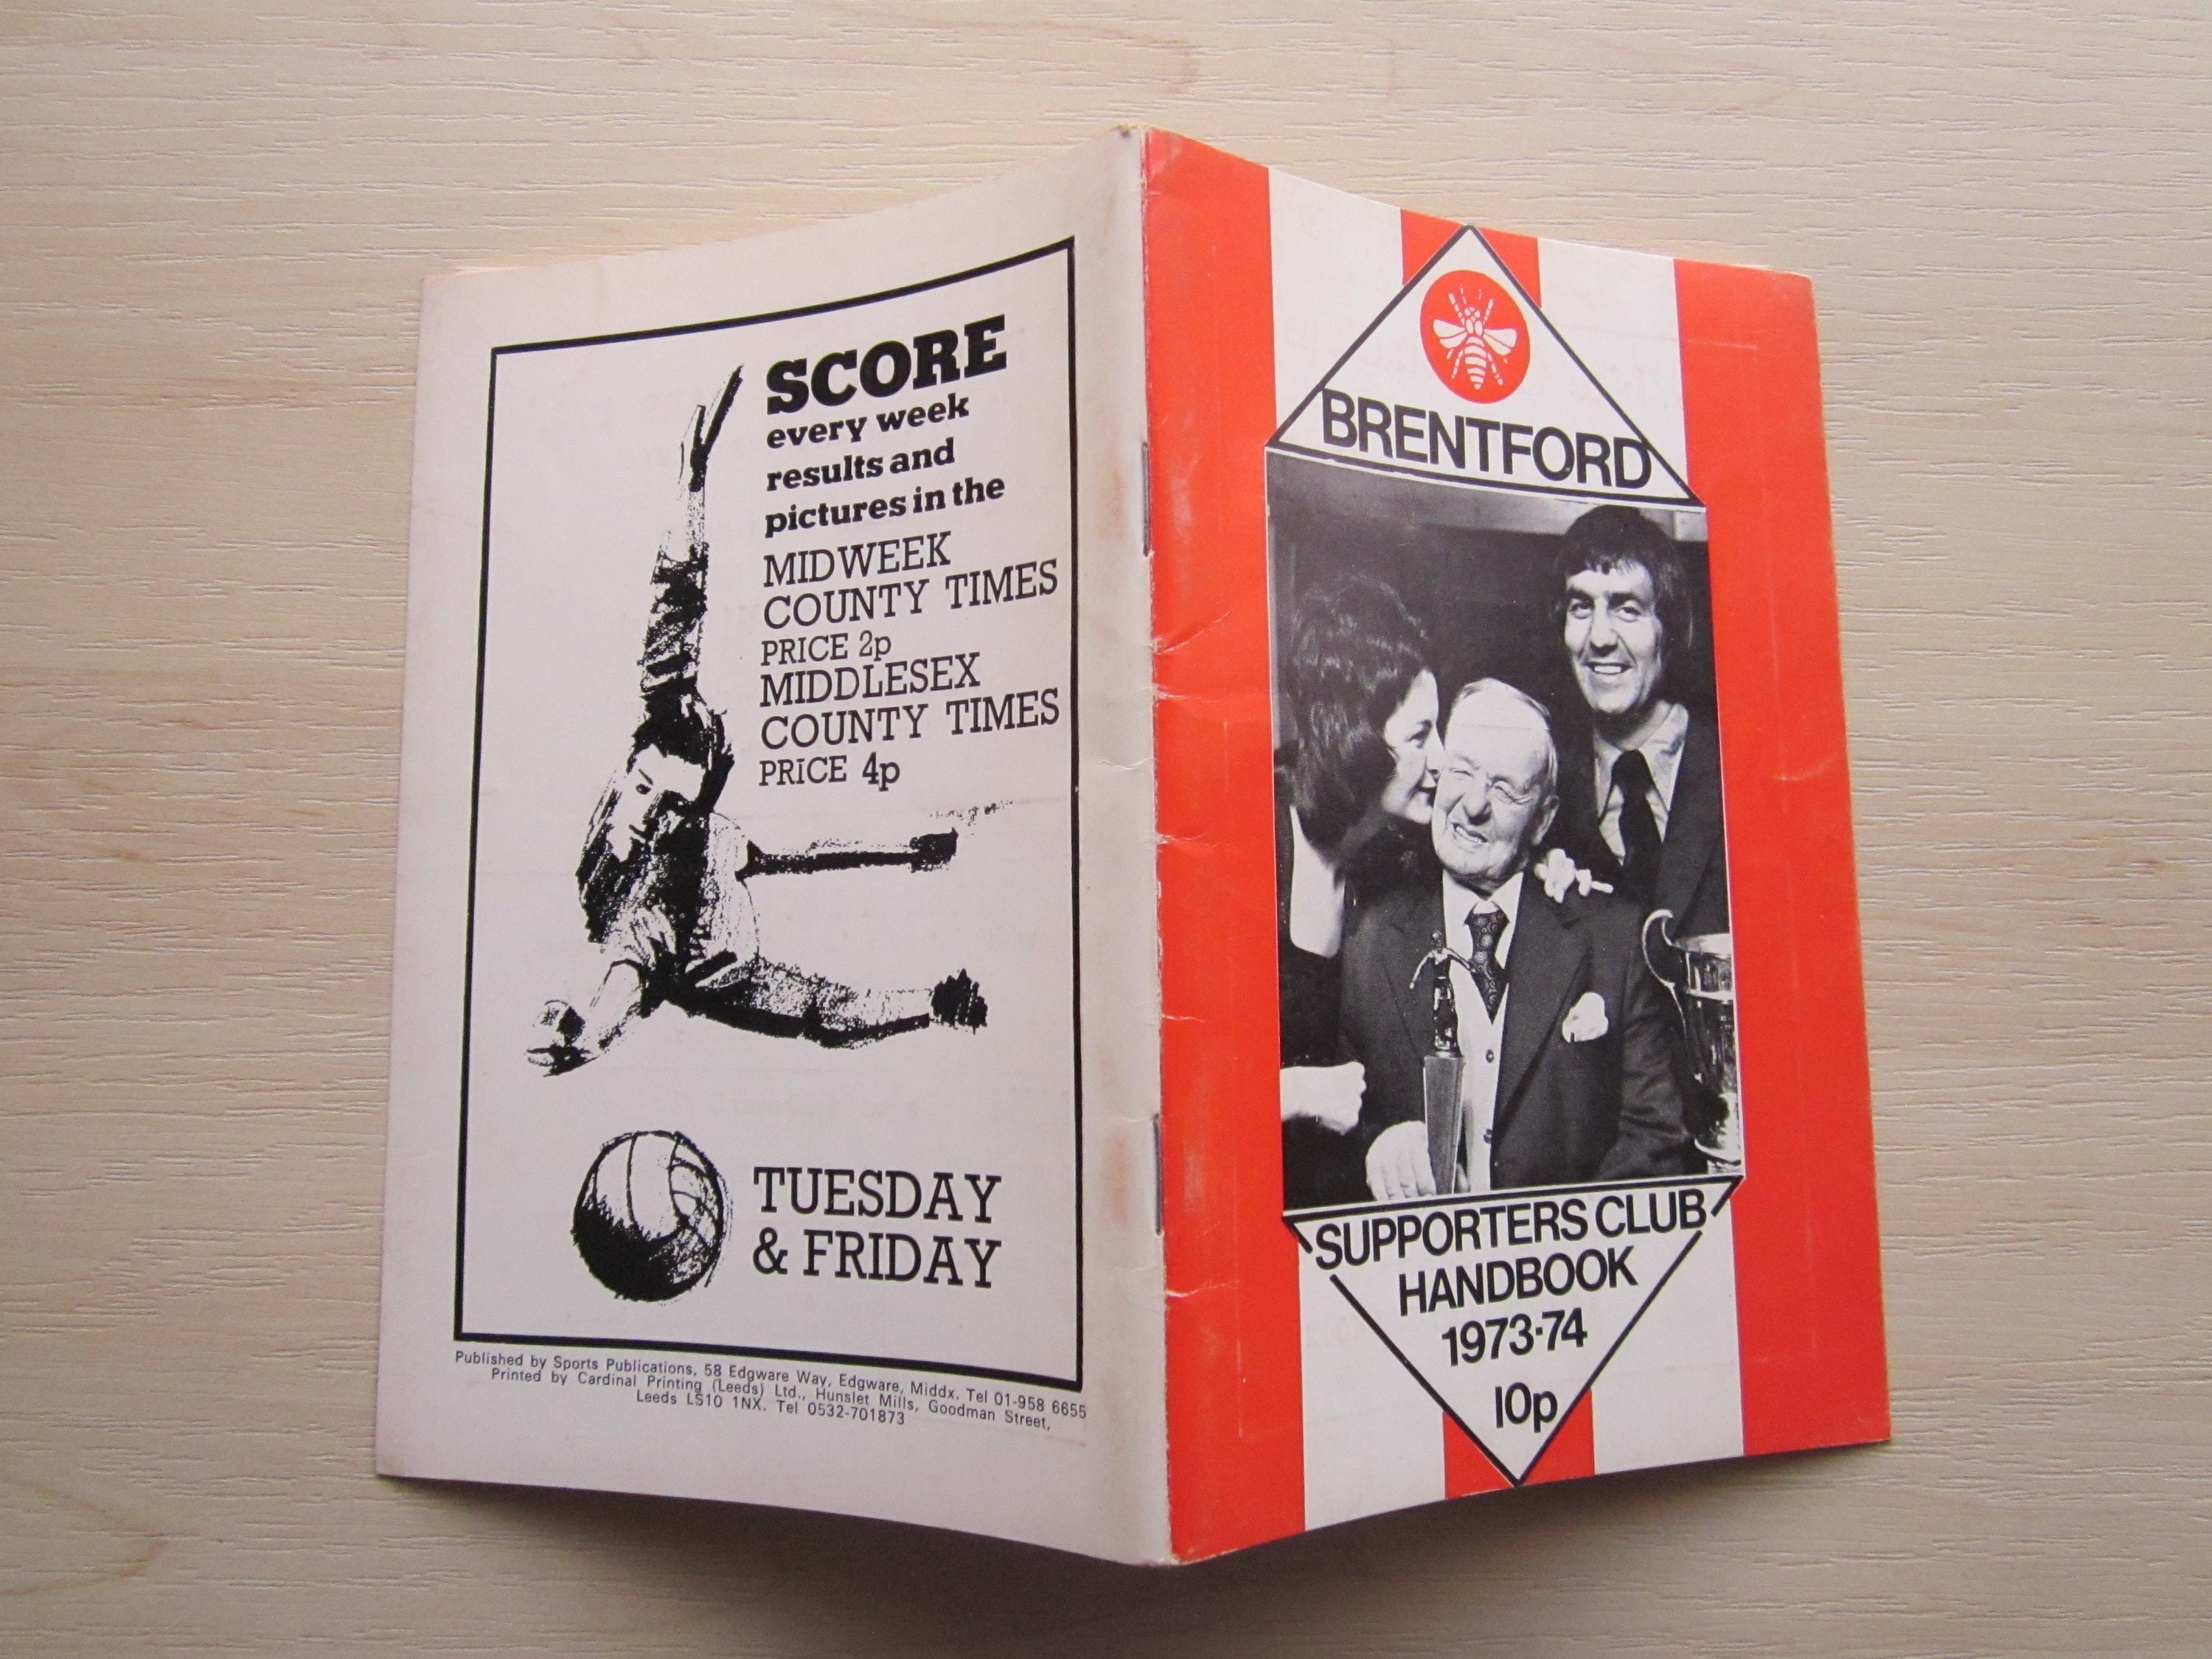 SCORE
every week
results and
pictures in the
MIDWEEK
COUNTY TIMES
PRICE 2p
MIDDLESEX
COUNTY TIMES
PRICE 4p
TUESDAY
& FRIDAY
Published by Sports Publications, 58 Edgware Way, Edgware, Middx. Tel 01-958 6655
Printed by Cardinal Printing (Leeds) Ltd., Hunslet Mills, Goodman Street,
Leeds LS10 1NX. Tel 0532-701873
BRENTFORD
SUPPORTERS CLUB
HANDBOOK
1973·74
10p